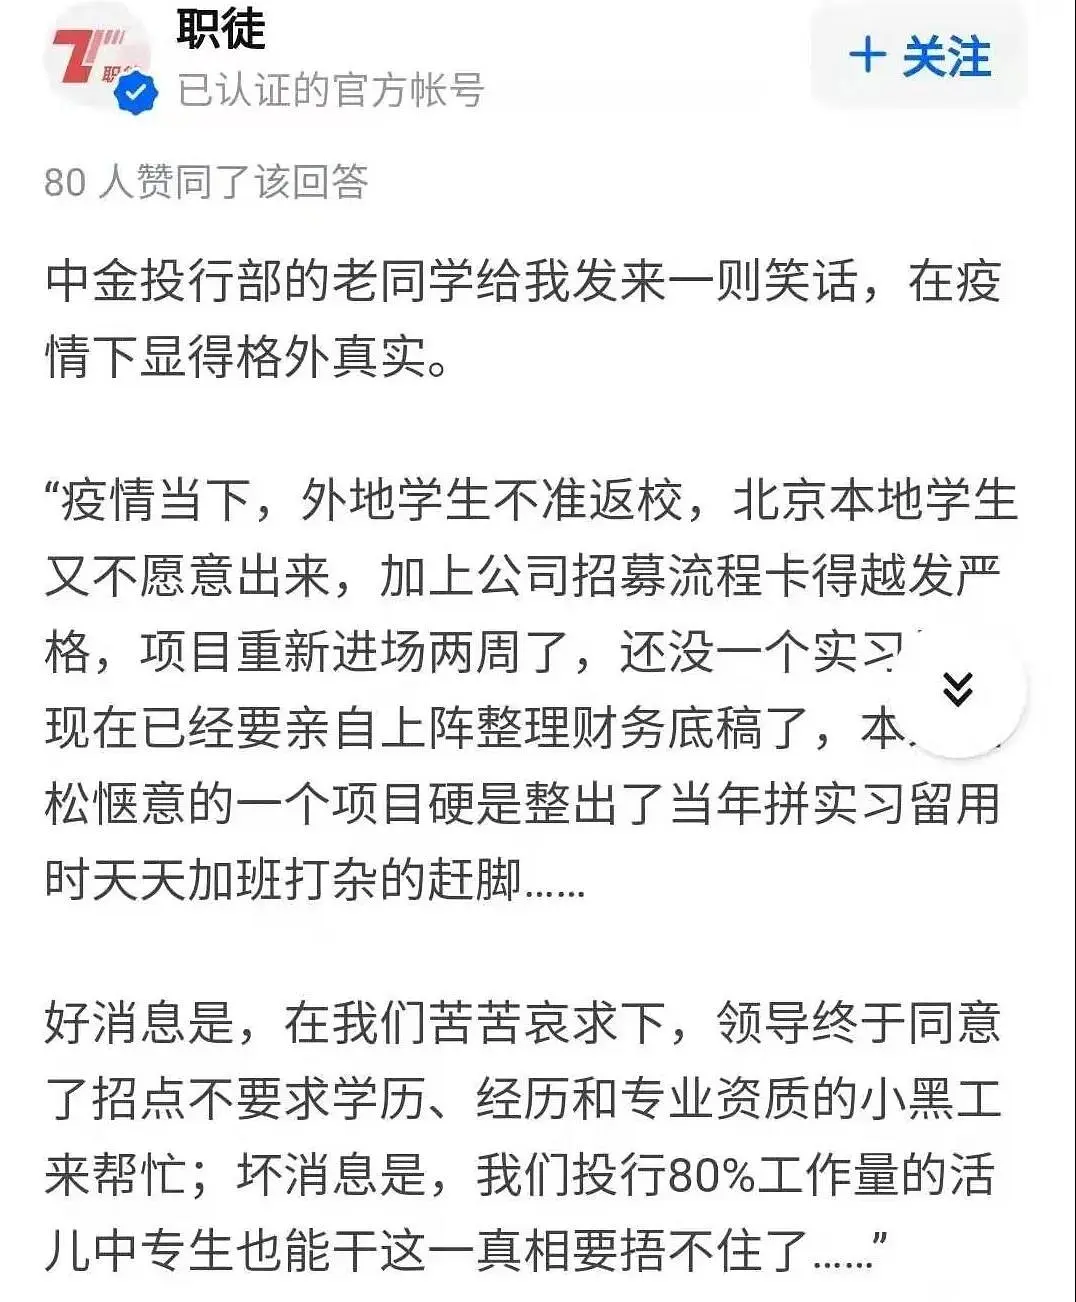 职徒
已认证的官方帐号
+ 关注
80 人赞同了该回答
中金投行部的老同学给我发来一则笑话，在疫
情下显得格外真实。
“疫情当下，外地学生不准返校，北京本地学生
又不愿意出来，加上公司招募流程卡得越发严
格，项目重新进场两周了，还没一个实习
现在已经要亲自上阵整理财务底稿了，本
松惬意的一个项目硬是整出了当年拼实习留用
时天天加班打杂的赶脚……
好消息是，在我们苦苦哀求下，领导终于同意
了招点不要求学历、经历和专业资质的小黑工
来帮忙；坏消息是，我们投行80%工作量的活
儿中专生也能干这一真相要捂不住了……”